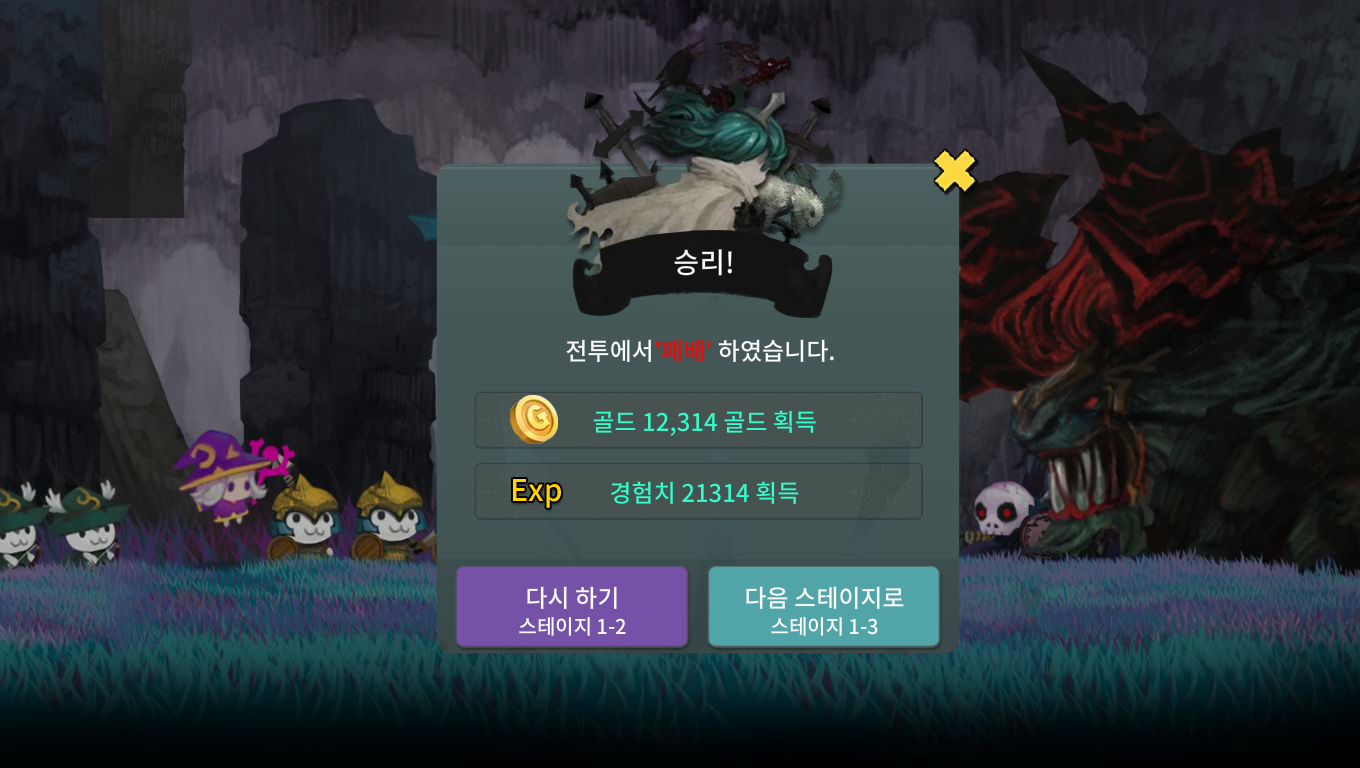 승리!
전투에서'패배' 하였습니다.
골드 12,314 골드 획득
Exp 경험치 21314 획득
다시 하기
스테이지 1-2
다음 스테이지로
스테이지 1-3